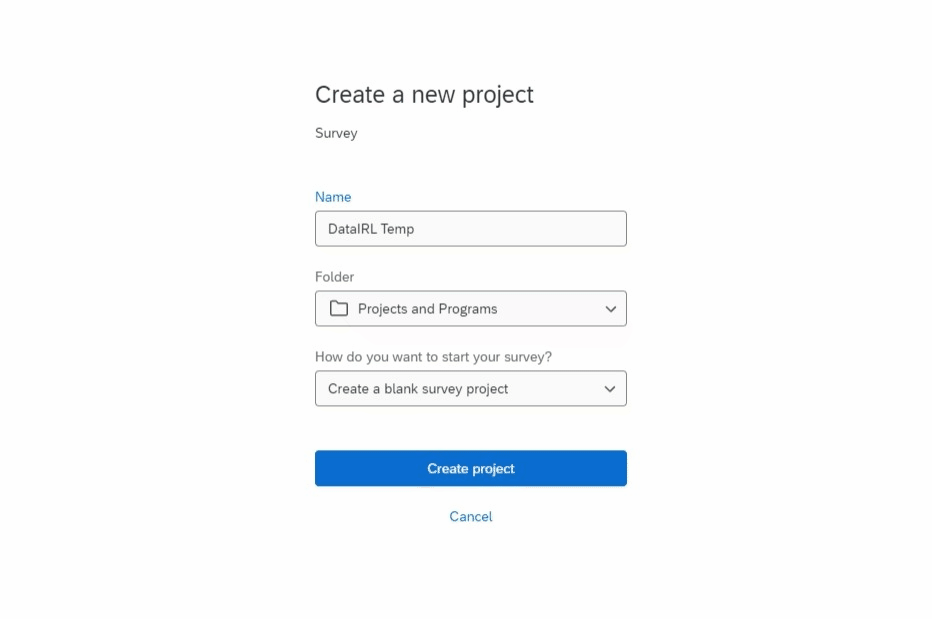 Create a new project
Survey
Name
DataIRL Temp
Folder
Projects and Programs
How do you want to start your survey?
Create a blank survey project
Create project
Cancel